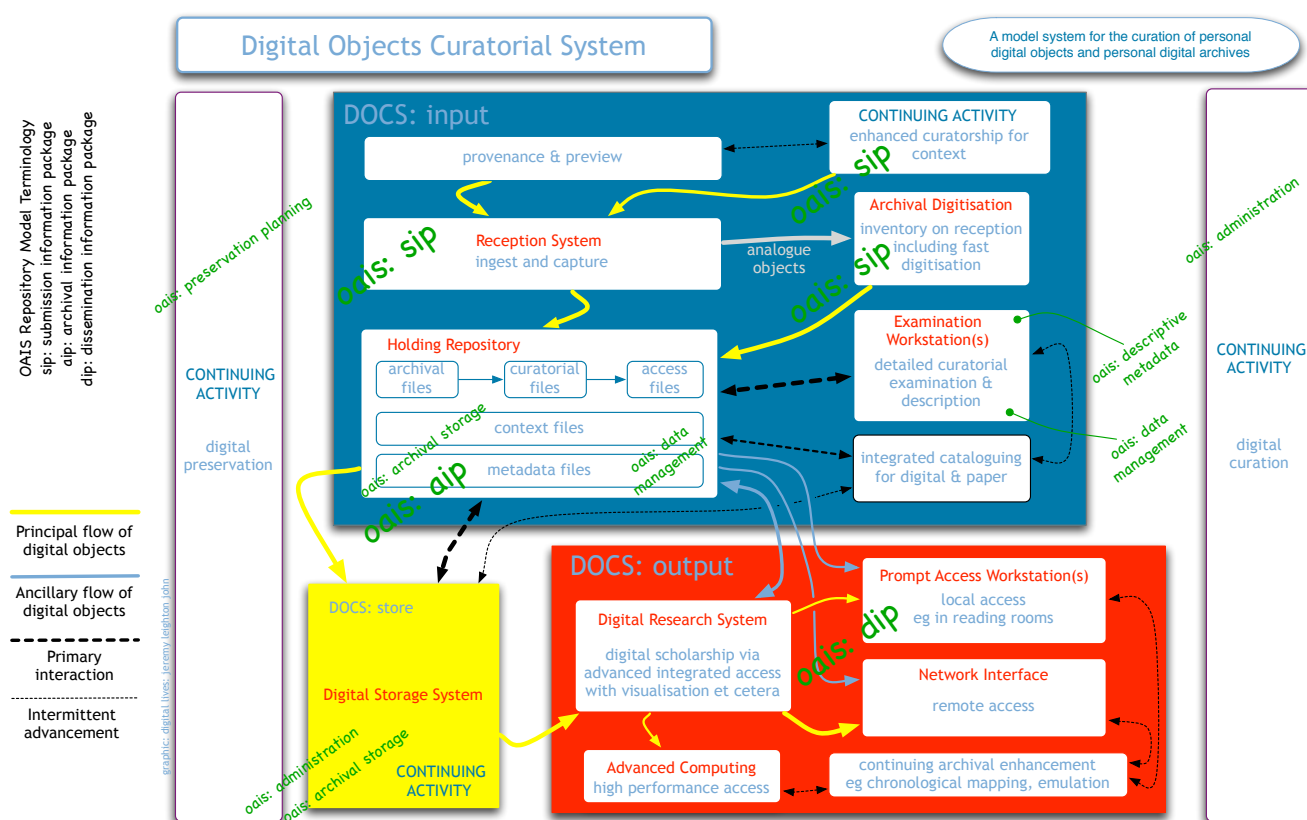 Digital Objects Curatorial System
A model system for the curation of personal
digital objects and personal digital archives
OAIS Repository Model Terminology
sip: submission information package
aip: archival information package
dip: dissemination information package
oais: preservation planning
CONTINUING
ACTIVITY
digital
preservation
DOCS: input
provenance & preview
CONTINUING ACTIVITY
enhanced curatorship for
context
oais: sip
Reception System
ingest and capture
oais: sip
analogue
objects
Archival Digitisation
inventory on reception
including fast
digitisation
oais: sip
Holding Repository
archival
files
curatorial
files
access
files
context files
metadata files
oais: archival storage
oais: data
management
oais: aip
Examination
Workstation(s)
detailed curatorial
examination &
description
oais: descriptive
metadata
oais: data
management
integrated cataloguing
for digital & paper
oais: administration
CONTINUING
ACTIVITY
digital
curation
Principal flow of
digital objects
Ancillary flow of
digital objects
Primary
interaction
Intermittent
advancement
graphic: digital lives: jeremy leighton john
DOCS: store
Digital Storage System
oais: administration
oais: archival storage
CONTINUING
ACTIVITY
DOCS: output
Digital Research System
digital scholarship via
advanced integrated access
with visualisation et cetera
Prompt Access Workstation(s)
local access
eg in reading rooms
oais: dip
Network Interface
remote access
Advanced Computing
high performance access
continuing archival enhancement
eg chronological mapping, emulation